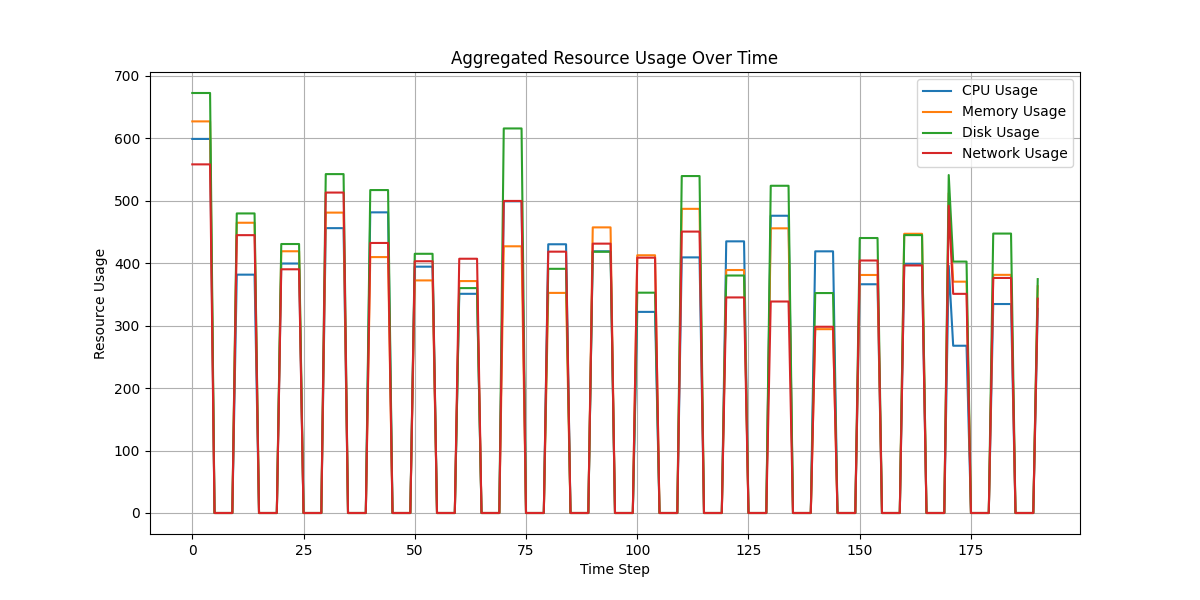 Aggregated Resource Usage Over Time
CPU Usage
Memory Usage
Disk Usage
Network Usage
Resource Usage
700
600
500
400
300
200
100
0
0 25 50 75 100 125 150 175
Time Step